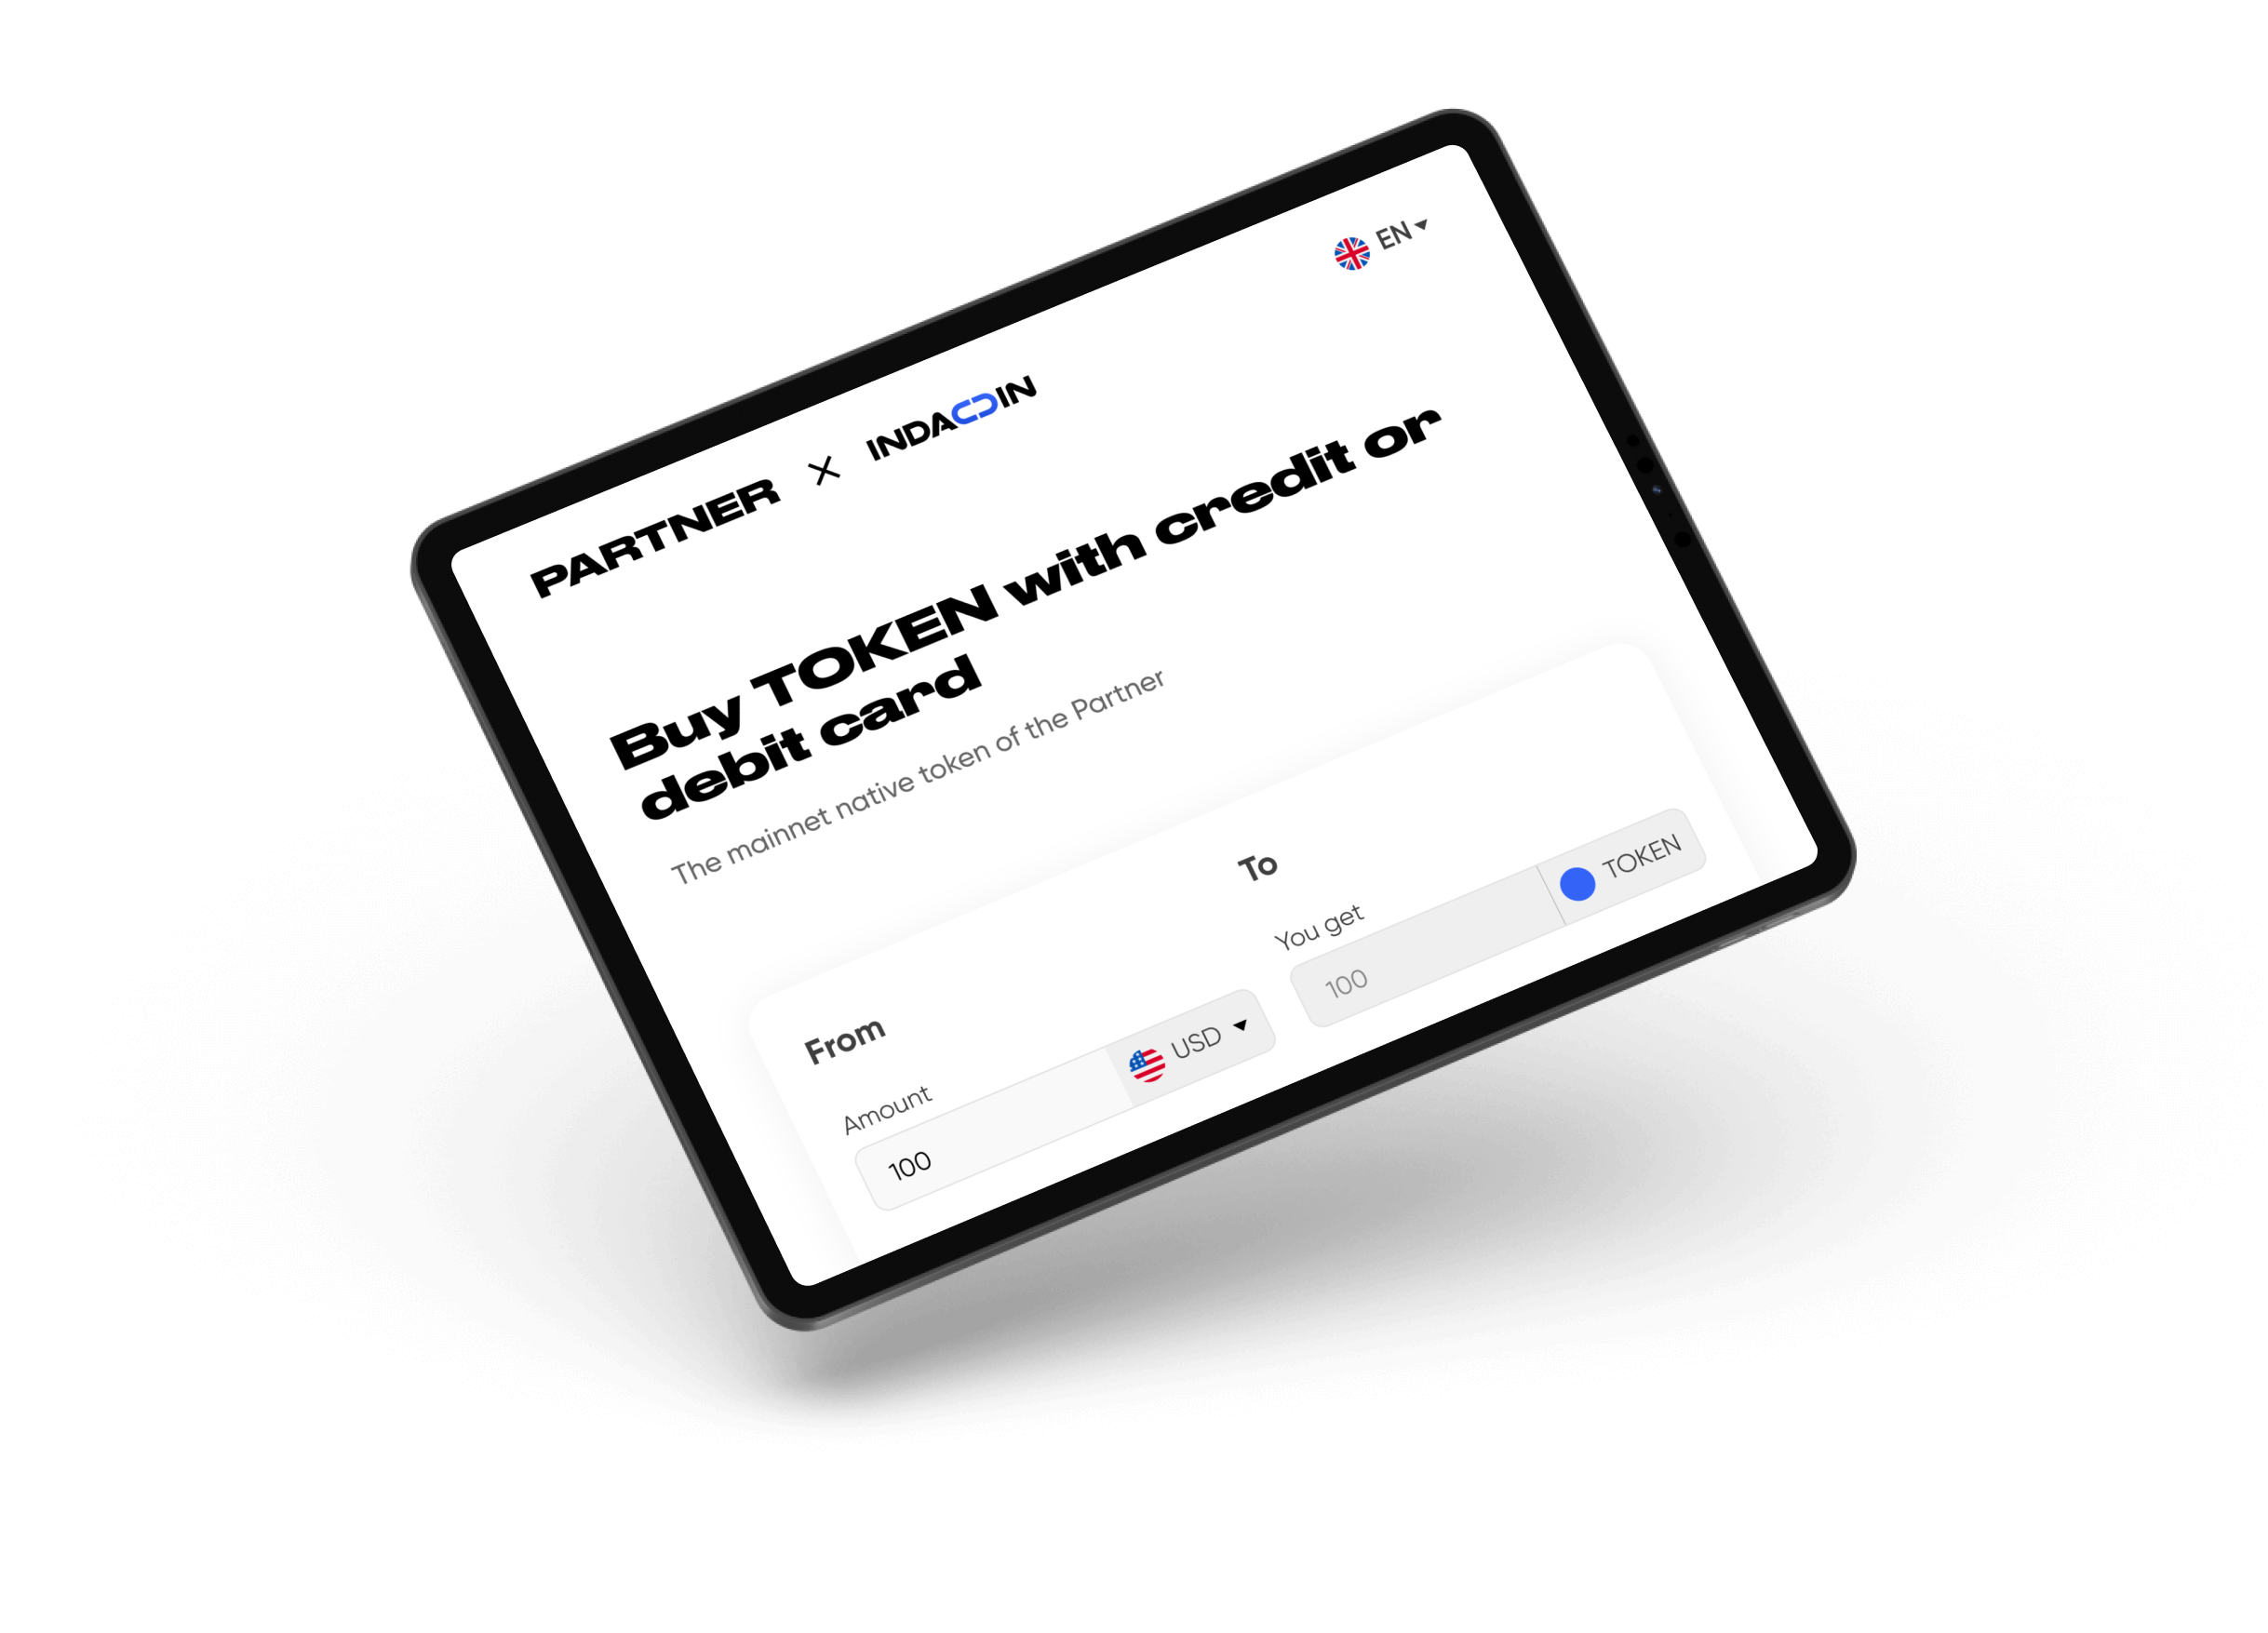 EN
PARTNER × INDACOIN
Buy TOKEN with credit or
debit card
The mainnet native token of the Partner
From
To
Amount
You get
100
USD
100
TOKEN